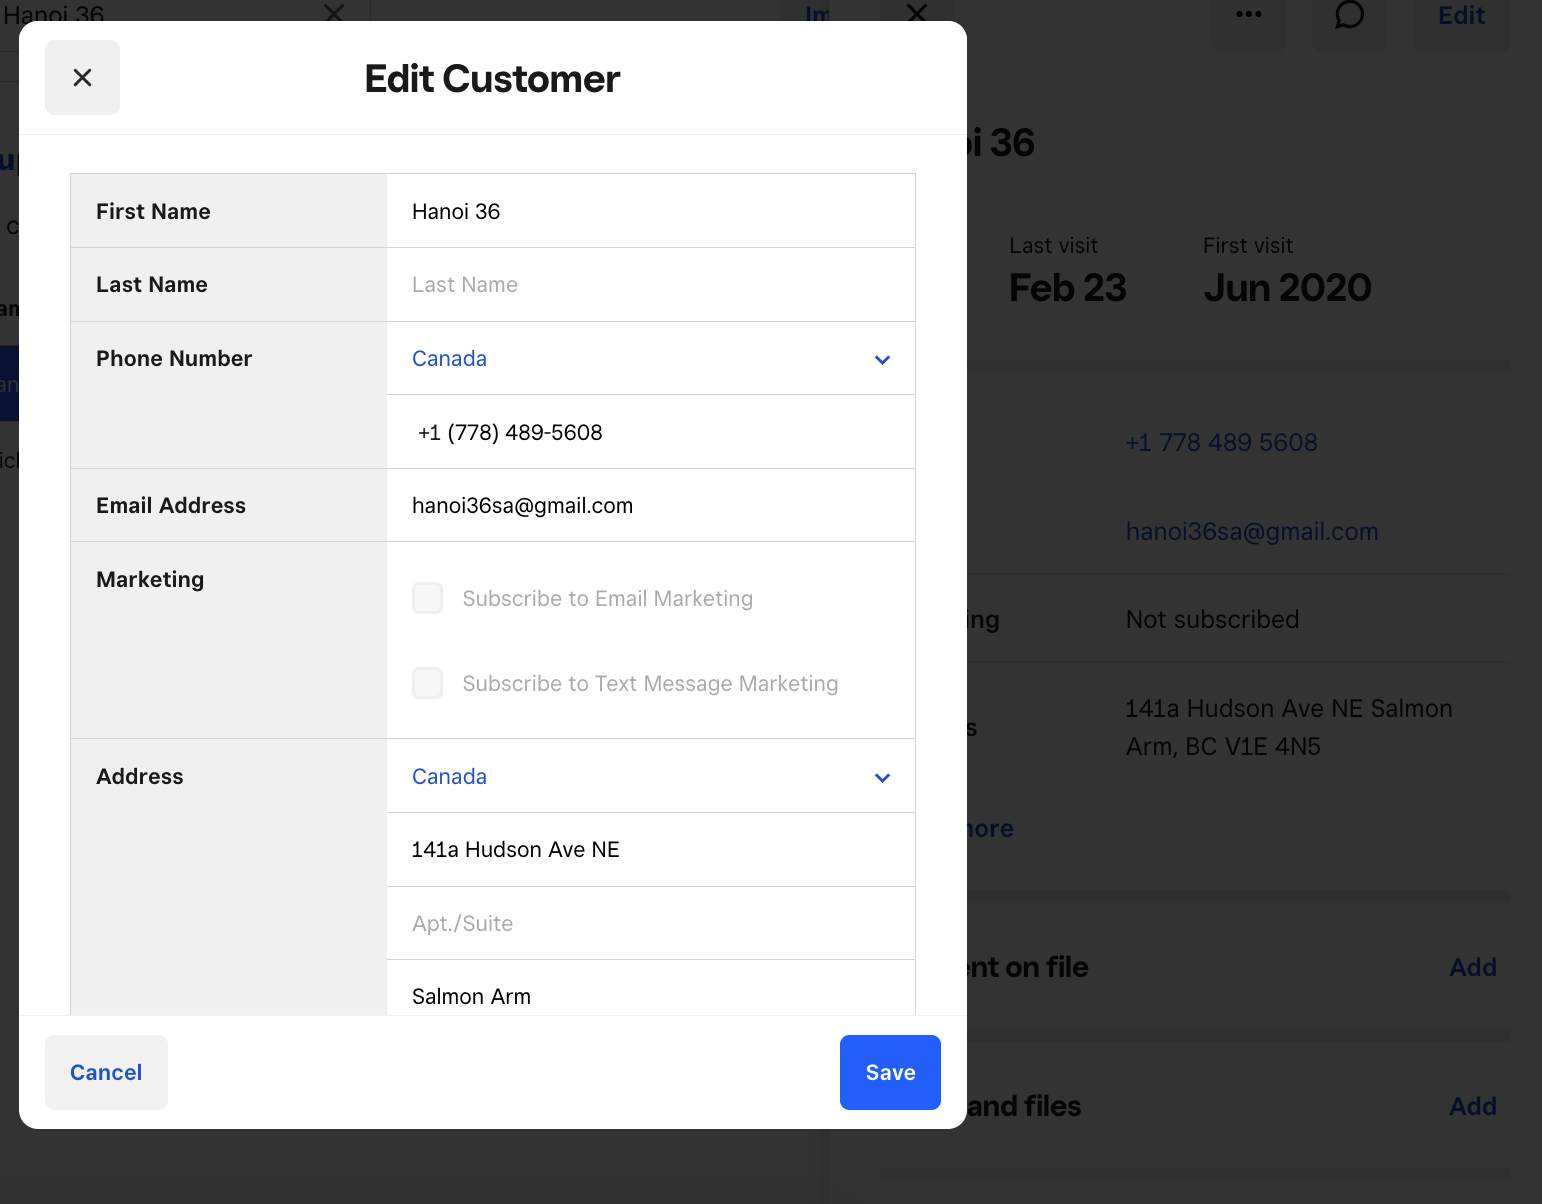 Hanoi 36
Edit
Edit Customer
First Name
Hanoi 36
Last Name
Last Name
Phone Number
Canada
+1 (778) 489-5608
Email Address
hanoi36sa@gmail.com
Marketing
Subscribe to Email Marketing
Subscribe to Text Message Marketing
Address
Canada
141a Hudson Ave NE
Apt./Suite
Salmon Arm
Cancel
Save
oi 36
Last visit
First visit
Feb 23
Jun 2020
+1 778 489 5608
hanoi36sa@gmail.com
ing
Not subscribed
s
141a Hudson Ave NE Salmon
Arm, BC V1E 4N5
more
ent on file
Add
and files
Add